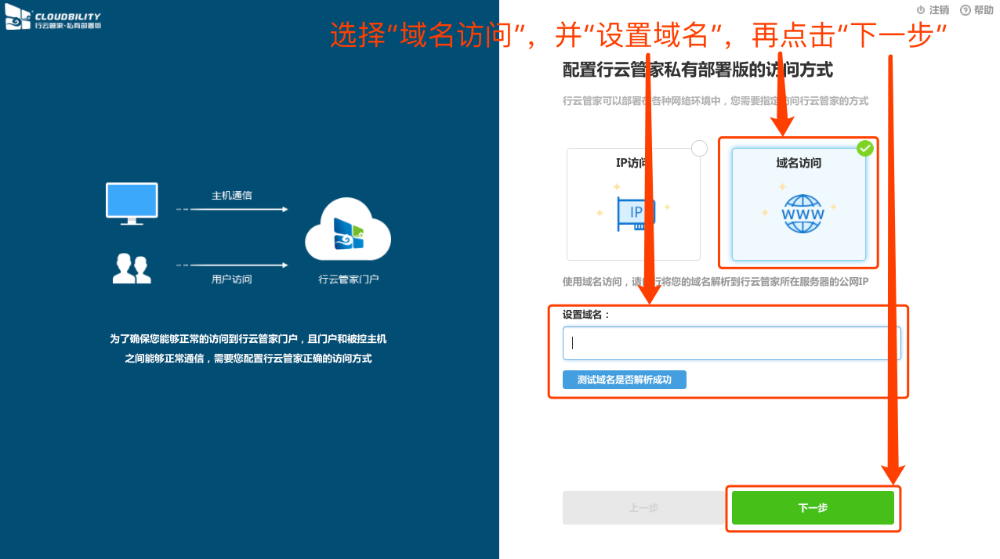 CLOUDBILITY
行云管家·私有部署版
注销
帮助
选择“域名访问”，并“设置域名”，再点击“下一步”
配置行云管家私有部署版的访问方式
行云管家可以部署在各种网络环境中，您需要指定访问行云管家的方式
IP访问
域名访问
IP
WWW
主机通信
用户访问
行云管家门户
使用域名访问，请自行将您的域名解析到行云管家所在服务器的公网IP
设置域名：
为了确保您能够正常的访问到行云管家门户，且门户和被控主机
之间能够正常通信，需要您配置行云管家正确的访问方式
测试域名是否解析成功
上一步
下一步